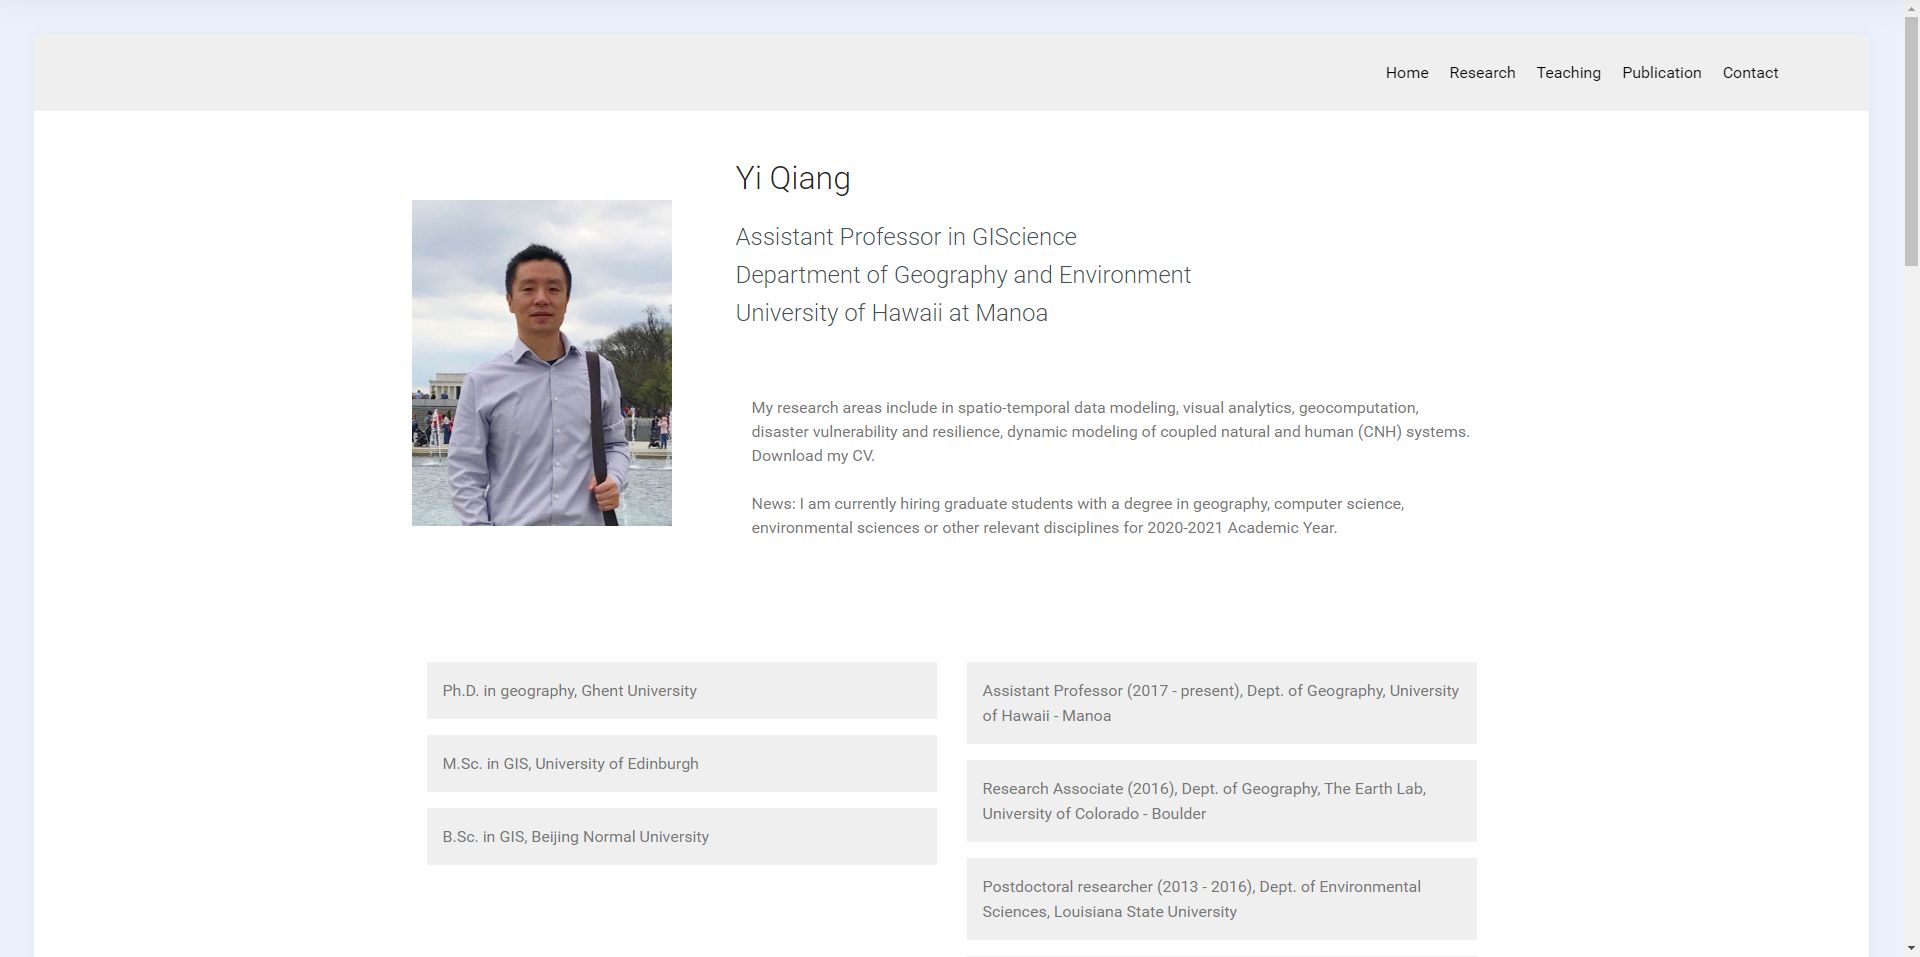 Home Research Teaching Publication Contact
Yi Qiang
Assistant Professor in GIScience
Department of Geography and Environment
University of Hawaii at Manoa
My research areas include in spatio-temporal data modeling, visual analytics, geocomputation,
disaster vulnerability and resilience, dynamic modeling of coupled natural and human (CNH) systems.
Download my CV.
News: I am currently hiring graduate students with a degree in geography, computer science,
environmental sciences or other relevant disciplines for 2020-2021 Academic Year.
Ph.D. in geography, Ghent University
M.Sc. in GIS, University of Edinburgh
B.Sc. in GIS, Beijing Normal University
Assistant Professor (2017 - present), Dept. of Geography, University
of Hawaii - Manoa
Research Associate (2016), Dept. of Geography, The Earth Lab,
University of Colorado - Boulder
Postdoctoral researcher (2013 - 2016), Dept. of Environmental
Sciences, Louisiana State University